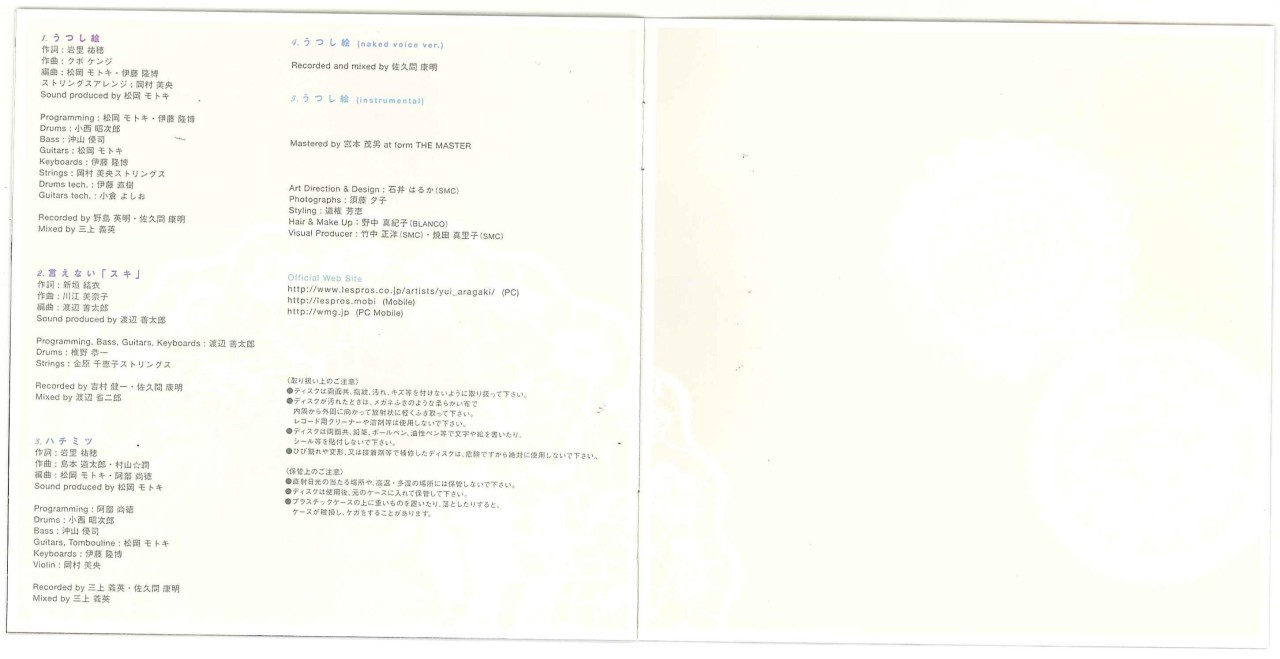 1. うつし絵
作詞：岩里 祐穂
作曲：クボ ケンジ
編曲：松岡 モトキ・伊藤 隆博
ストリングスアレンジ：岡村 美央
Sound produced by 松岡 モトキ
Programming：松岡 モトキ・伊藤 隆博
Drums：小西 昭次郎
Bass：沖山 優司
Guitars：松岡 モトキ
Keyboards：伊藤 隆博
Strings：岡村 美央ストリングス
Drums tech.：伊藤 直樹
Guitars tech.：小倉 よしお
Recorded by 野島 英明・佐久間 康明
Mixed by 三上 義英
2. 言えない「スキ」
作詞：新垣 結衣
作曲：川江 美奈子
編曲：渡辺 善太郎
Sound produced by 渡辺 善太郎
Programming, Bass, Guitars, Keyboards：渡辺 善太郎
Drums：椎野 恭一
Strings：金原 千恵子ストリングス
Recorded by 吉村 健一・佐久間 康明
Mixed by 渡辺 省二郎
3. ハチミツ
作詞：岩里 祐穂
作曲：島本 道太郎・村山☆潤
編曲：松岡 モトキ・阿部 尚徳
Sound produced by 松岡 モトキ
Programming：阿部 尚徳
Drums：小西 昭次郎
Bass：沖山 優司
Guitars, Tombouline：松岡 モトキ
Keyboards：伊藤 隆博
Violin：岡村 美央
Recorded by 三上 義英・佐久間 康明
Mixed by 三上 義英
4. うつし絵 (naked voice ver.)
Recorded and mixed by 佐久間 康明
5. うつし絵 (instrumental)
Mastered by 宮本 茂男 at form THE MASTER
Art Direction & Design：石井 はるか(SMC)
Photographs：須藤 夕子
Styling：道権 芳恵
Hair & Make Up：野中 真紀子(BLANCO)
Visual Producer：竹中 正洋(SMC)・焼田 真里子(SMC)
Official Web Site
http://www.lespros.co.jp/artists/yui_aragaki/ (PC)
http://lespros.mobi (Mobile)
http://wmg.jp (PC Mobile)
〈取り扱い上のご注意〉
●ディスクは両面共、指紋、汚れ、キズ等を付けないように取り扱って下さい。
●ディスクが汚れたときは、メガネふきのような柔らかい布で
内周から外周に向かって放射状に軽くふき取って下さい。
レコード用クリーナーや溶剤等は使用しないで下さい。
●ディスクは両面共、鉛筆、ボールペン、油性ペン等で文字や絵を書いたり、
シール等を貼付しないで下さい。
●ひび割れや変形、又は接着剤等で補修したディスクは、危険ですから絶対に使用しないで下さい。
〈保管上のご注意〉
●直射日光の当たる場所や、高温・多湿の場所には保管しないで下さい。
●ディスクは使用後、元のケースに入れて保管して下さい。
●プラスチックケースの上に重いものを置いたり、落としたりすると、
ケースが破損し、ケガをすることがあります。